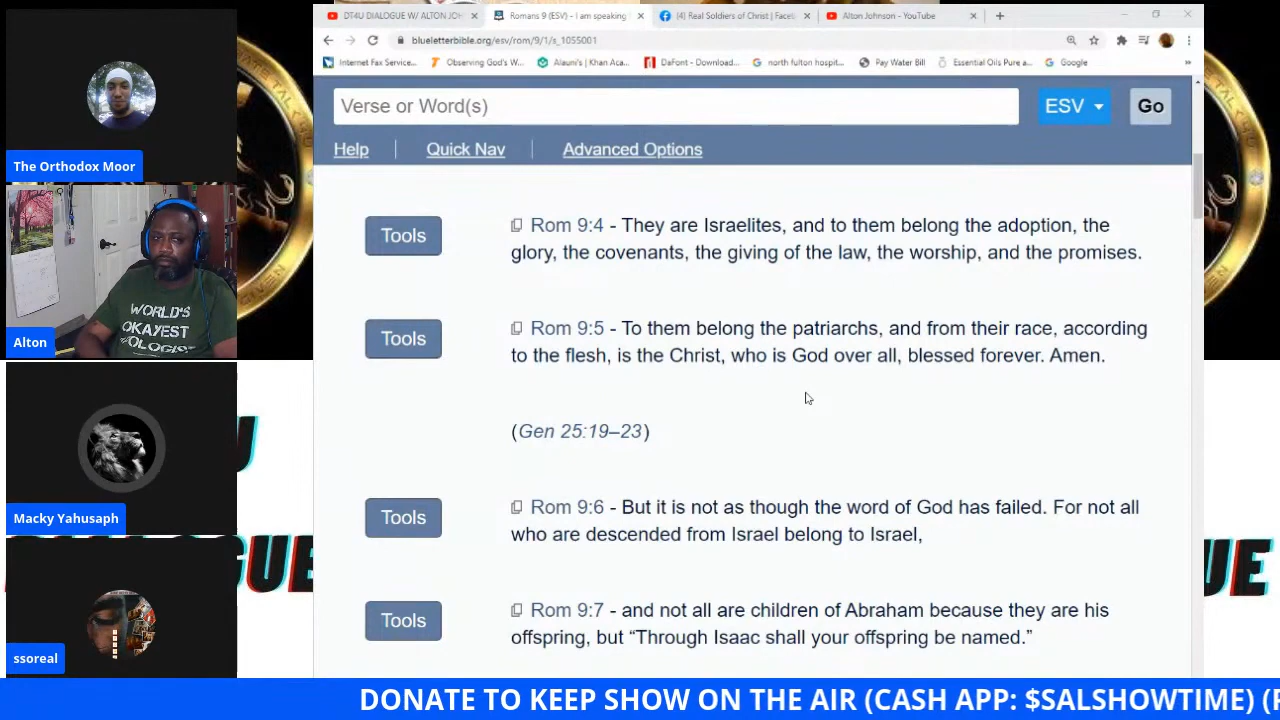 DT4U DIALOGUE W/ ALTON JOH
Romans 9 (ESV) - I am speaking
(4) Real Soldiers of Christ | Face
Alton Johnson - YouTube
blueletterbible.org/esv/rom/9/1/s_1055001
Internet Fax Service...
Observing God's W...
Alauni's | Khan Aca...
DaFont - Download...
north fulton hospit...
Pay Water Bill
Essential Oils Pure a...
Google
Verse or Word(s)
ESV
Go
Help
Quick Nav
Advanced Options
Tools
Rom 9:4 - They are Israelites, and to them belong the adoption, the
glory, the covenants, the giving of the law, the worship, and the promises.
Tools
Rom 9:5 - To them belong the patriarchs, and from their race, according
to the flesh, is the Christ, who is God over all, blessed forever. Amen.
(Gen 25:19–23)
Tools
Rom 9:6 - But it is not as though the word of God has failed. For not all
who are descended from Israel belong to Israel,
Tools
Rom 9:7 - and not all are children of Abraham because they are his
offspring, but “Through Isaac shall your offspring be named.”
The Orthodox Moor
WORLD'S
OKAYEST
Alton
Macky Yahusaph
ssoreal
DONATE TO KEEP SHOW ON THE AIR (CASH APP: $SALSHOWTIME) (